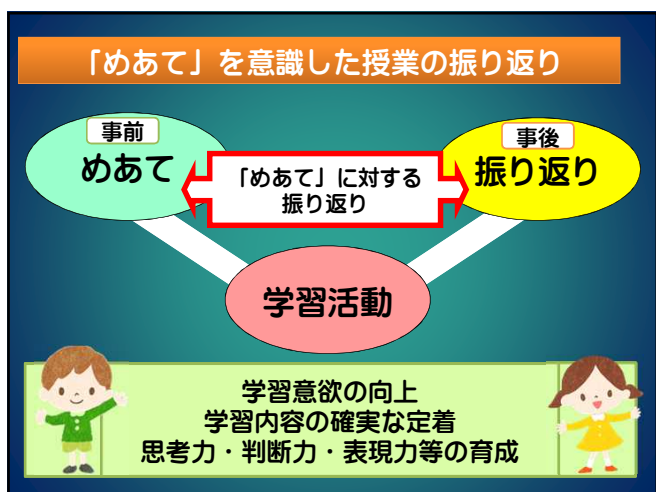 「めあて」を意識した授業の振り返り
事前
めあて
「めあて」に対する
振り返り
事後
振り返り
学習活動
学習意欲の向上
学習内容の確実な定着
思考力・判断力・表現力等の育成